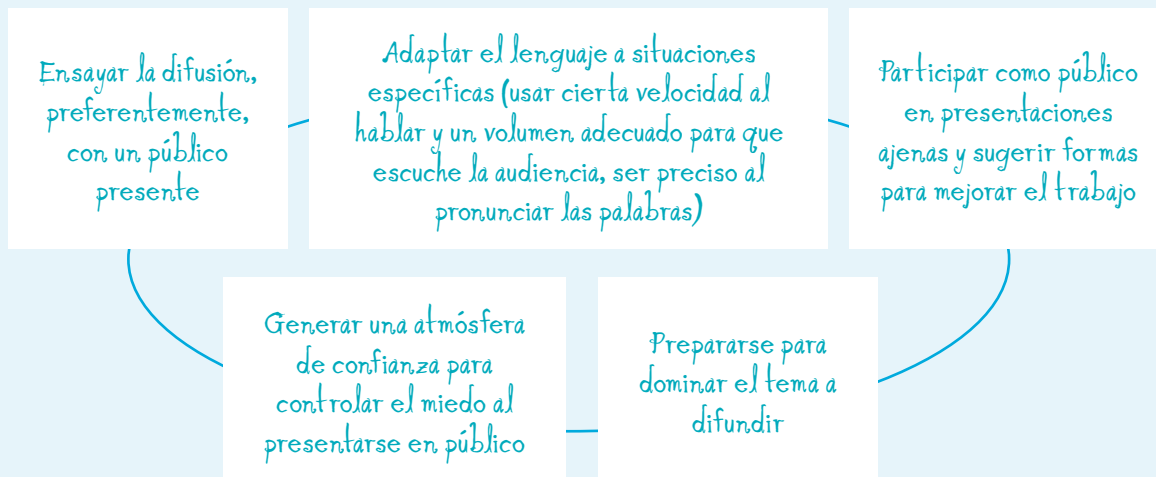 Ensayar la difusión,
preferentemente,
con un público
presente
Adaptar el lenguaje a situaciones
específicas (usar cierta velocidad al
hablar y un volumen adecuado para que
escuche la audiencia, ser preciso al
pronunciar las palabras)
Participar como público
en presentaciones
ajenas y sugerir formas
para mejorar el trabajo
Generar una atmósfera
de confianza para
controlar el miedo al
presentarse en público
Prepararse para
dominar el tema a
difundir